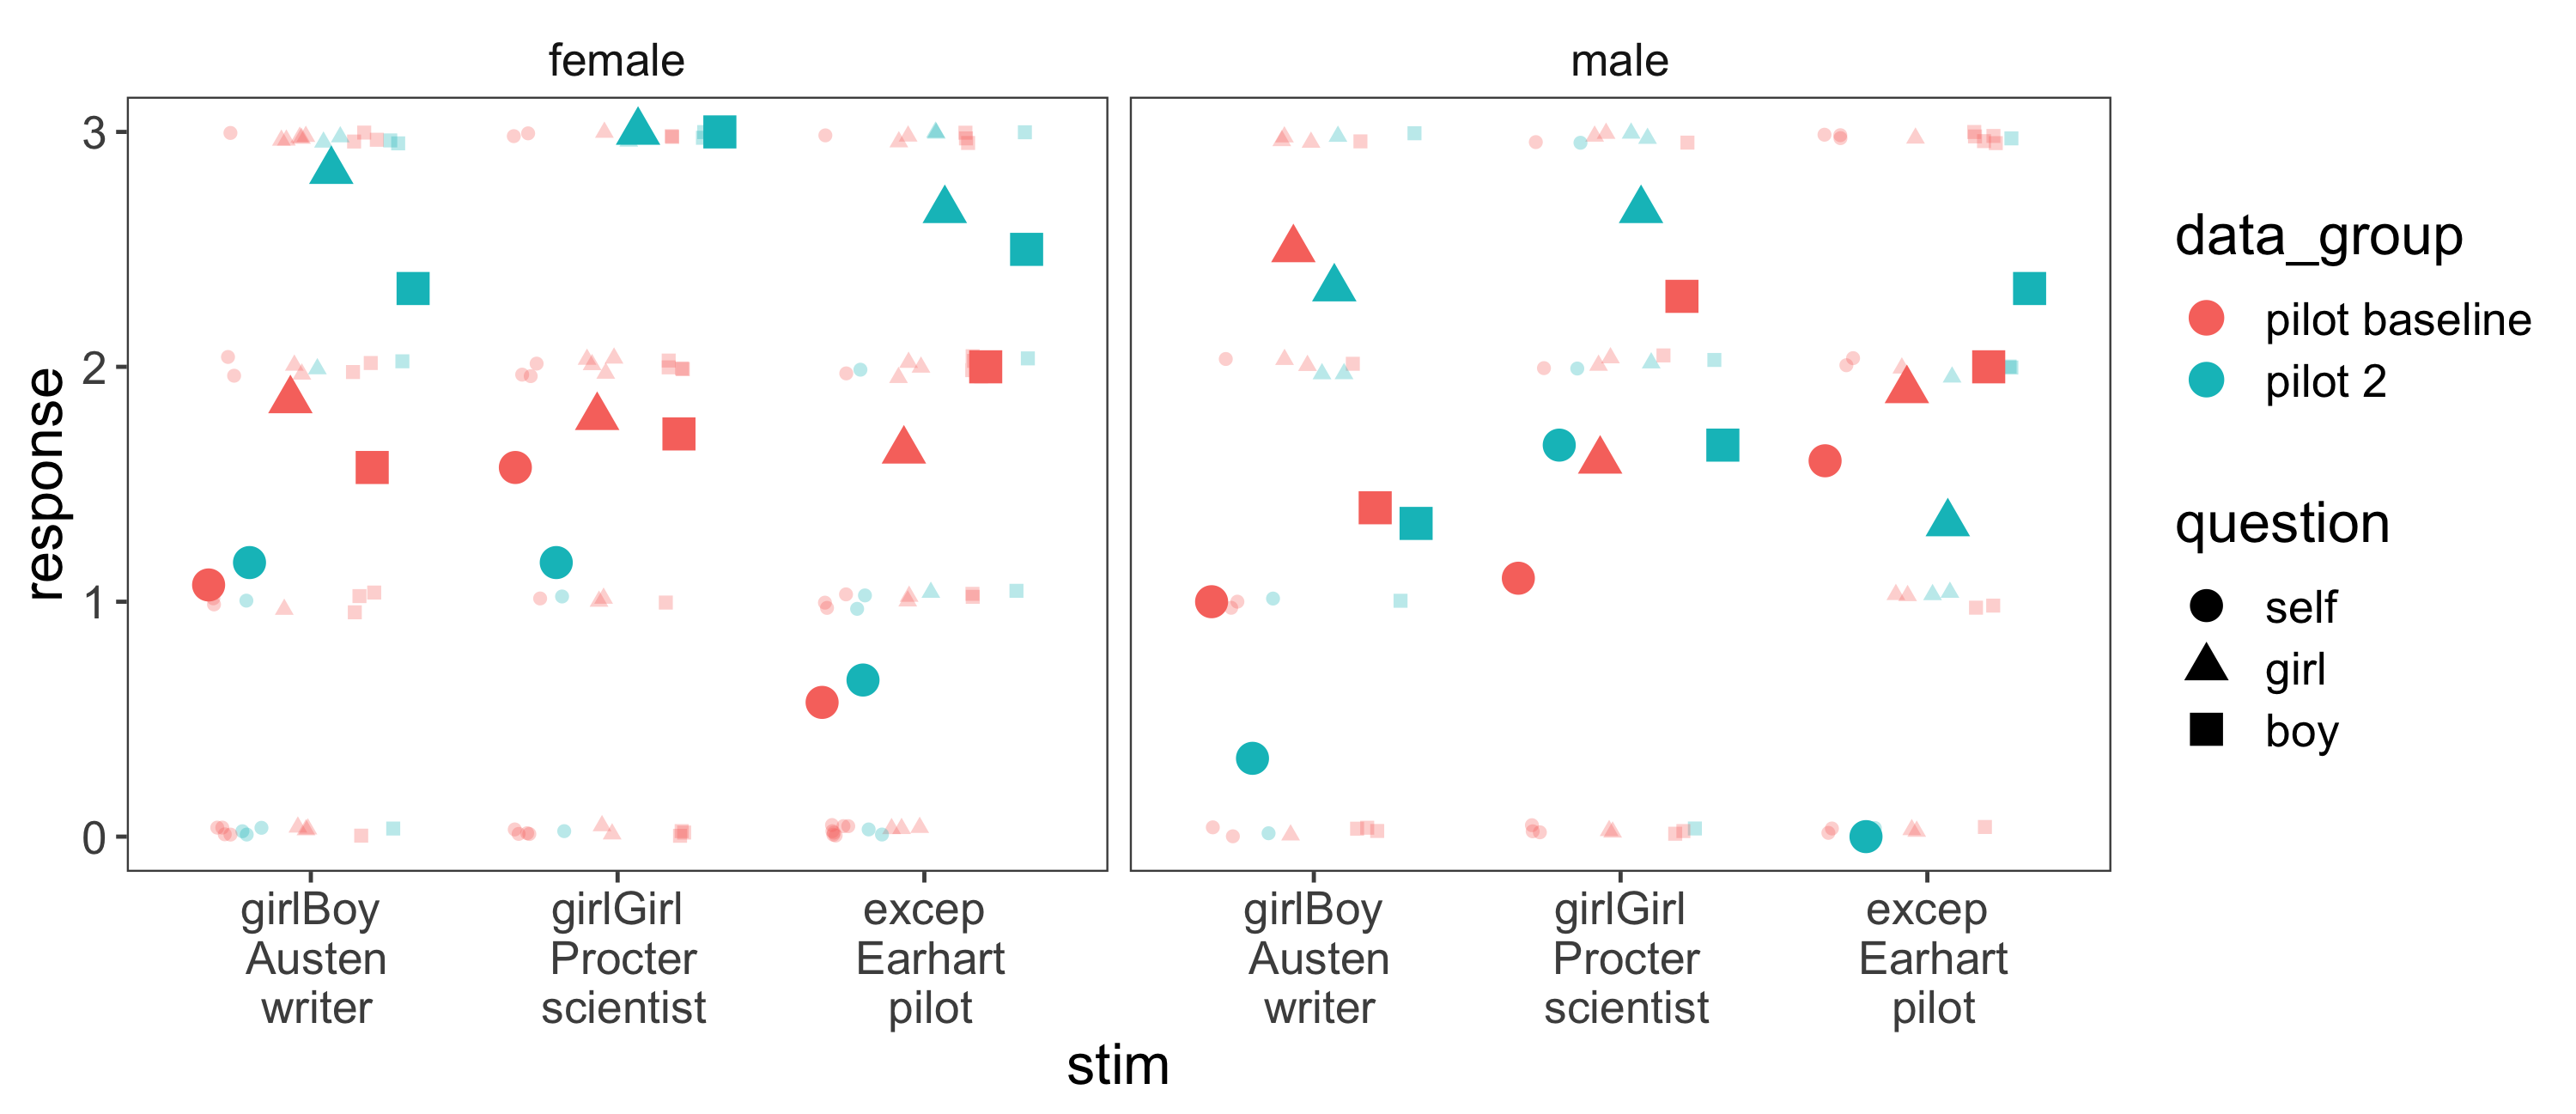 female
male
response
3
2
1
0
girlBoy
Austen
writer
girlGirl
Procter
scientist
excep
Earhart
pilot
girlBoy
Austen
writer
girlGirl
Procter
scientist
excep
Earhart
pilot
stim
data_group
pilot baseline
pilot 2
question
self
girl
boy